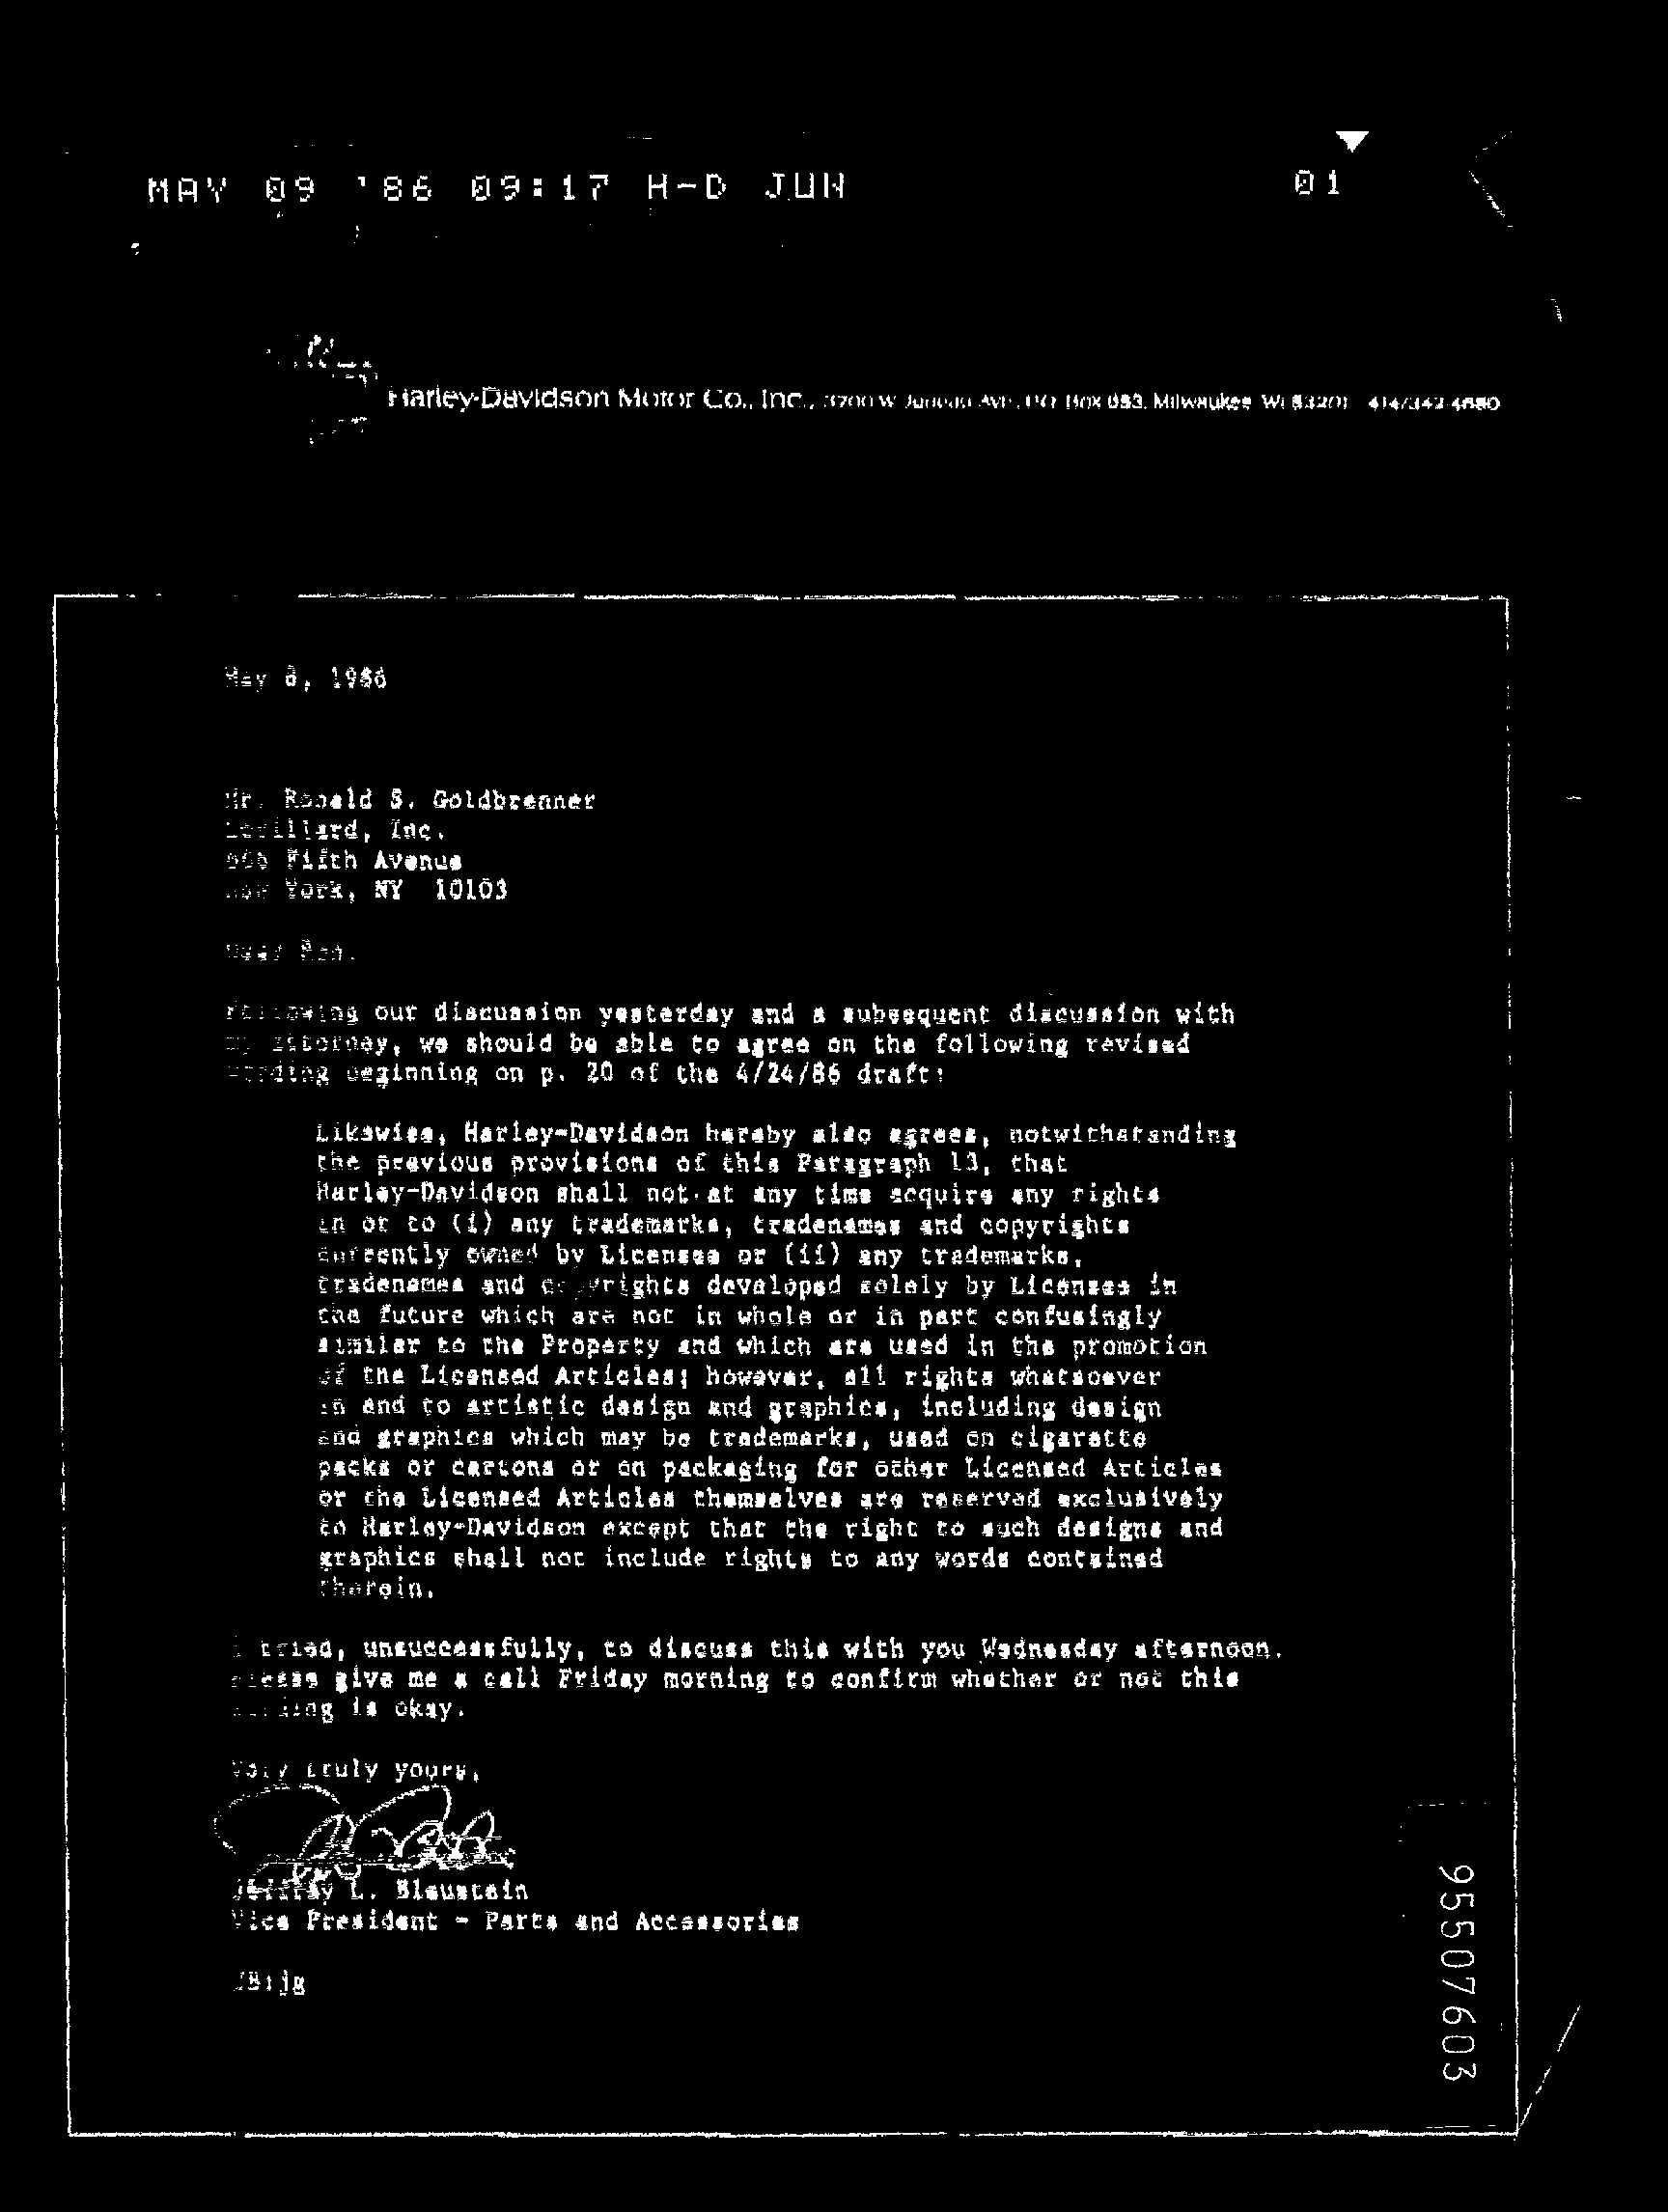 MAY 09 '86 09:17 H-D JUN 01
Harley-Davidson Motor Co., Inc., 3700 W. Juneau Ave., P.O. Box 653, Milwaukee, WI 53201 414/342-4680
May 8, 1986
Mr. Ronald S. Goldbrenner
Lorillard, Inc.
666 Fifth Avenue
New York, NY 10103
Dear Ron.
Following our discussion yesterday and a subsequent discussion with
my attorney, we should be able to agree on the following revised
wording beginning on p. 20 of the 4/24/86 draft:
Likewise, Harley-Davidson hereby also agrees, notwithstanding
the previous provisions of this Paragraph 13, that
Harley-Davidson shall not at any time acquire any rights
in or to (i) any trademarks, tradenames and copyrights
currently owned by Licensee or (ii) any trademarks,
tradenames and copyrights developed solely by Licensee in
the future which are not in whole or in part confusingly
similar to the Property and which are used in the promotion
of the Licensed Articles; however, all rights whatsoever
in and to artistic design and graphics, including design
and graphics which may be trademarks, used on cigarette
packs or cartons or on packaging for other Licensed Articles
or the Licensed Articles themselves are reserved exclusively
to Harley-Davidson except that the right to such designs and
graphics shall not include rights to any words contained
therein.
I tried, unsuccessfully, to discuss this with you Wednesday afternoon.
Please give me a call Friday morning to confirm whether or not this
wording is okay.
Very truly yours,
Jeffrey L. Bleustein
Vice President - Parts and Accessories
JB:jg
95507603